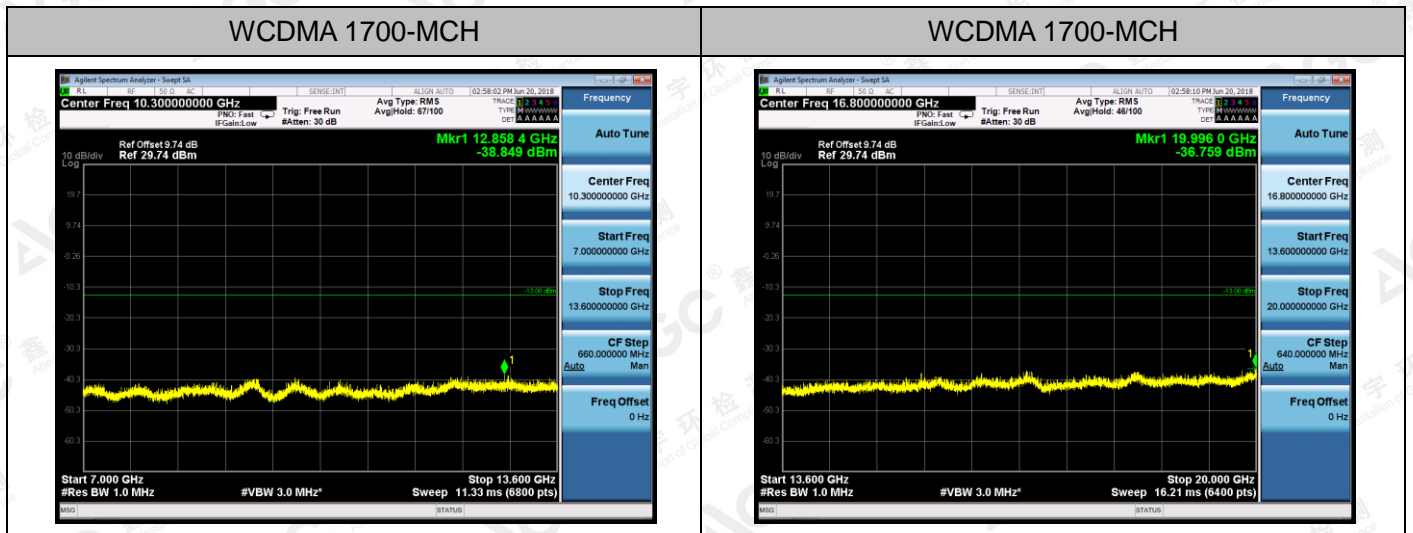 WCDMA 1700-MCH
Agilent Spectrum Analyzer - Swept SA
RL RF 50 Ω AC SENSE:INT ALIGN AUTO 02:58:02 PM Jun 20, 2018
Center Freq 10.300000000 GHz
PNO: Fast
IFGain:Low
Trig: Free Run
#Atten: 30 dB
Avg Type: RMS
Avg|Hold: 67/100
TRACE 1 2 3 4 5 6
TYPE M W W W W W
DET A A A A A A
Frequency
Mkr1 12.858 4 GHz
-38.849 dBm
Ref Offset 9.74 dB
10 dB/div Ref 29.74 dBm
Log
19.7
9.74
-0.26
-10.3
-13.00 dBm
-20.3
-30.3
-40.3
-50.3
-60.3
1
Start 7.000 GHz Stop 13.600 GHz
#Res BW 1.0 MHz #VBW 3.0 MHz* Sweep 11.33 ms (6800 pts)
MSG STATUS
Auto Tune
Center Freq
10.300000000 GHz
Start Freq
7.000000000 GHz
Stop Freq
13.600000000 GHz
CF Step
660.000000 MHz
Auto Man
Freq Offset
0 Hz
WCDMA 1700-MCH
Agilent Spectrum Analyzer - Swept SA
RL RF 50 Ω AC SENSE:INT ALIGN AUTO 02:58:10 PM Jun 20, 2018
Center Freq 16.800000000 GHz
PNO: Fast
IFGain:Low
Trig: Free Run
#Atten: 30 dB
Avg Type: RMS
Avg|Hold: 46/100
TRACE 1 2 3 4 5 6
TYPE M W W W W W
DET A A A A A A
Frequency
Mkr1 19.996 0 GHz
-36.759 dBm
Ref Offset 9.74 dB
10 dB/div Ref 29.74 dBm
Log
19.7
9.74
-0.26
-10.3
-13.00 dBm
-20.3
-30.3
-40.3
-50.3
-60.3
1
Start 13.600 GHz Stop 20.000 GHz
#Res BW 1.0 MHz #VBW 3.0 MHz* Sweep 16.21 ms (6400 pts)
MSG STATUS
Auto Tune
Center Freq
16.800000000 GHz
Start Freq
13.600000000 GHz
Stop Freq
20.000000000 GHz
CF Step
640.000000 MHz
Auto Man
Freq Offset
0 Hz